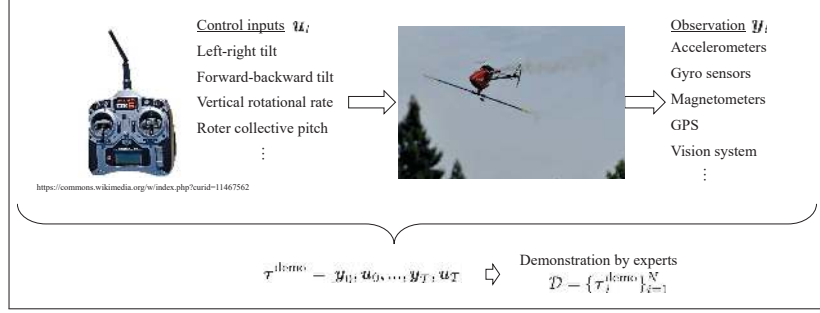 Control inputs u_t
Left-right tilt
Forward-backward tilt
Vertical rotational rate
Roter collective pitch
⋮
https://commons.wikimedia.org/w/index.php?curid=11467562
Observation y_t
Accelerometers
Gyro sensors
Magnetometers
GPS
Vision system
⋮
τ^demo = y_0, u_0, ..., y_T, u_T
Demonstration by experts
D = {τ_i^demo}_{i=1}^N